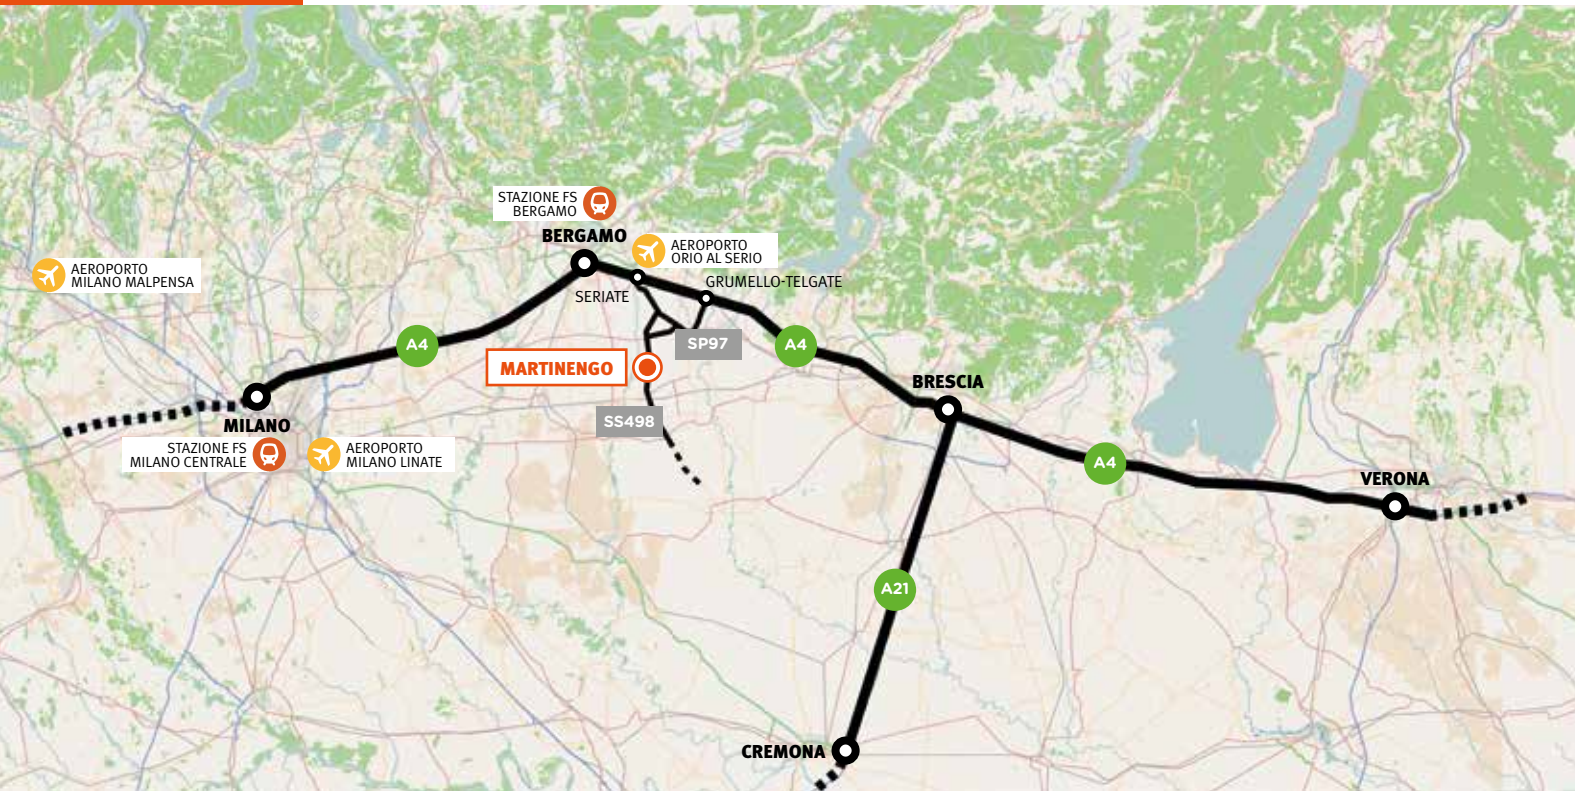 STAZIONE FS
BERGAMO
BERGAMO
AEROPORTO
ORIO AL SERIO
AEROPORTO
MILANO MALPENSA
SERIATE
GRUMELLO-TELGATE
A4
SP97
A4
MARTINENGO
BRESCIA
SS498
MILANO
STAZIONE FS
MILANO CENTRALE
AEROPORTO
MILANO LINATE
A4
VERONA
A21
CREMONA